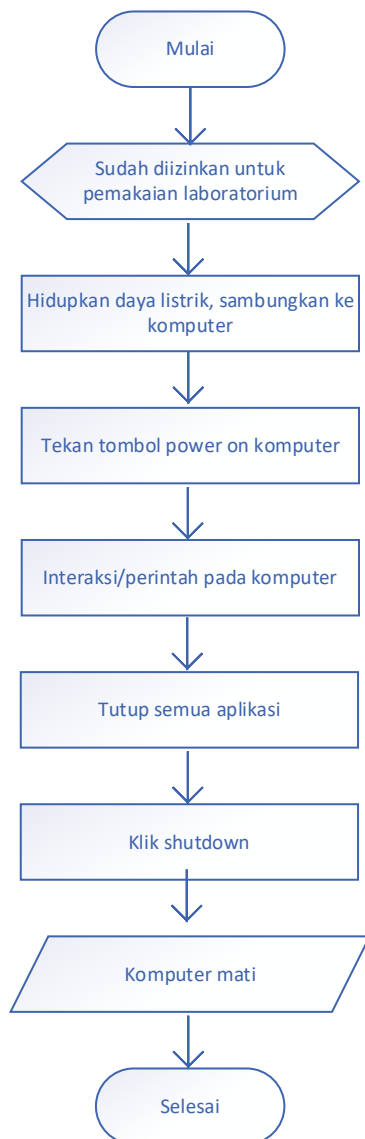 Mulai
Sudah diizinkan untuk
pemakaian laboratorium
Hidupkan daya listrik, sambungkan ke
komputer
Tekan tombol power on komputer
Interaksi/perintah pada komputer
Tutup semua aplikasi
Klik shutdown
Komputer mati
Selesai